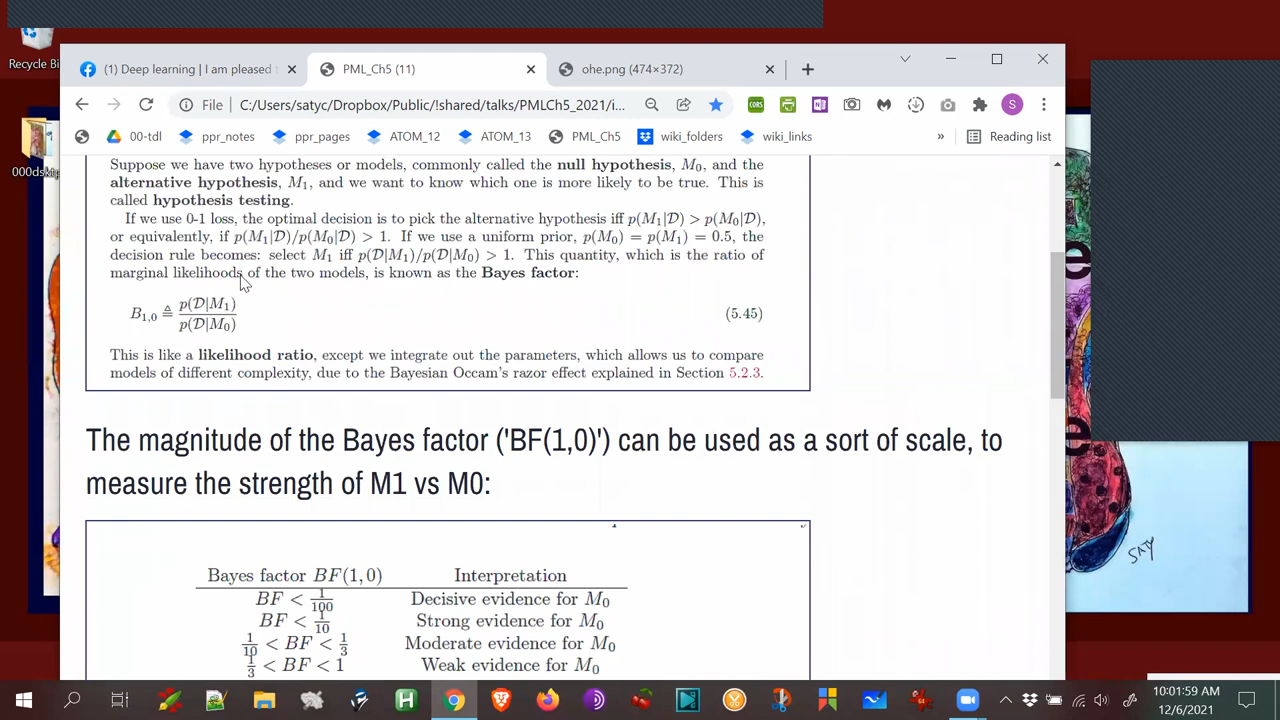 Recycle Bi
(1) Deep learning | I am pleased
PML_Ch5 (11)
ohe.png (474×372)
File
C:/Users/satyc/Dropbox/Public/!shared/talks/PMLCh5_2021/i...
CORS
S
00-tdl
ppr_notes
ppr_pages
ATOM_12
ATOM_13
PML_Ch5
wiki_folders
wiki_links
»
Reading list
000dsktp
Suppose we have two hypotheses or models, commonly called the null hypothesis, M₀, and the
alternative hypothesis, M₁, and we want to know which one is more likely to be true. This is
called hypothesis testing.
If we use 0-1 loss, the optimal decision is to pick the alternative hypothesis iff p(M₁|𝒟) > p(M₀|𝒟),
or equivalently, if p(M₁|𝒟)/p(M₀|𝒟) > 1. If we use a uniform prior, p(M₀) = p(M₁) = 0.5, the
decision rule becomes: select M₁ iff p(𝒟|M₁)/p(𝒟|M₀) > 1. This quantity, which is the ratio of
marginal likelihoods of the two models, is known as the Bayes factor:
B₁,₀ ≜ p(𝒟|M₁)/p(𝒟|M₀) (5.45)
This is like a likelihood ratio, except we integrate out the parameters, which allows us to compare
models of different complexity, due to the Bayesian Occam's razor effect explained in Section 5.2.3.
The magnitude of the Bayes factor ('BF(1,0)') can be used as a sort of scale, to
measure the strength of M1 vs M0:
Bayes factor BF(1,0) Interpretation
BF < 1/100 Decisive evidence for M₀
BF < 1/10 Strong evidence for M₀
1/10 < BF < 1/3 Moderate evidence for M₀
1/3 < BF < 1 Weak evidence for M₀
SATY
10:01:59 AM
12/6/2021